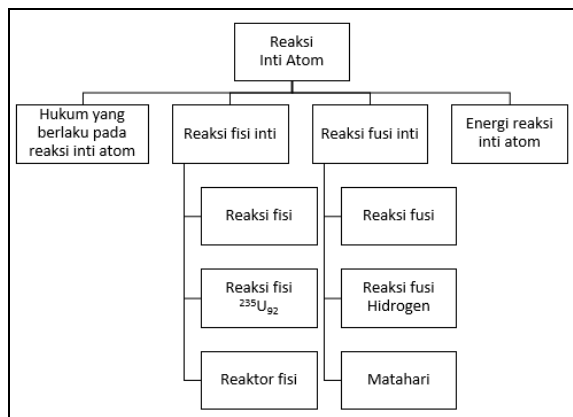 Reaksi
Inti Atom
Hukum yang
berlaku pada
reaksi inti atom
Reaksi fisi inti
Reaksi fusi inti
Energi reaksi
inti atom
Reaksi fisi
Reaksi fusi
Reaksi fisi
²³⁵U₉₂
Reaksi fusi
Hidrogen
Reaktor fisi
Matahari